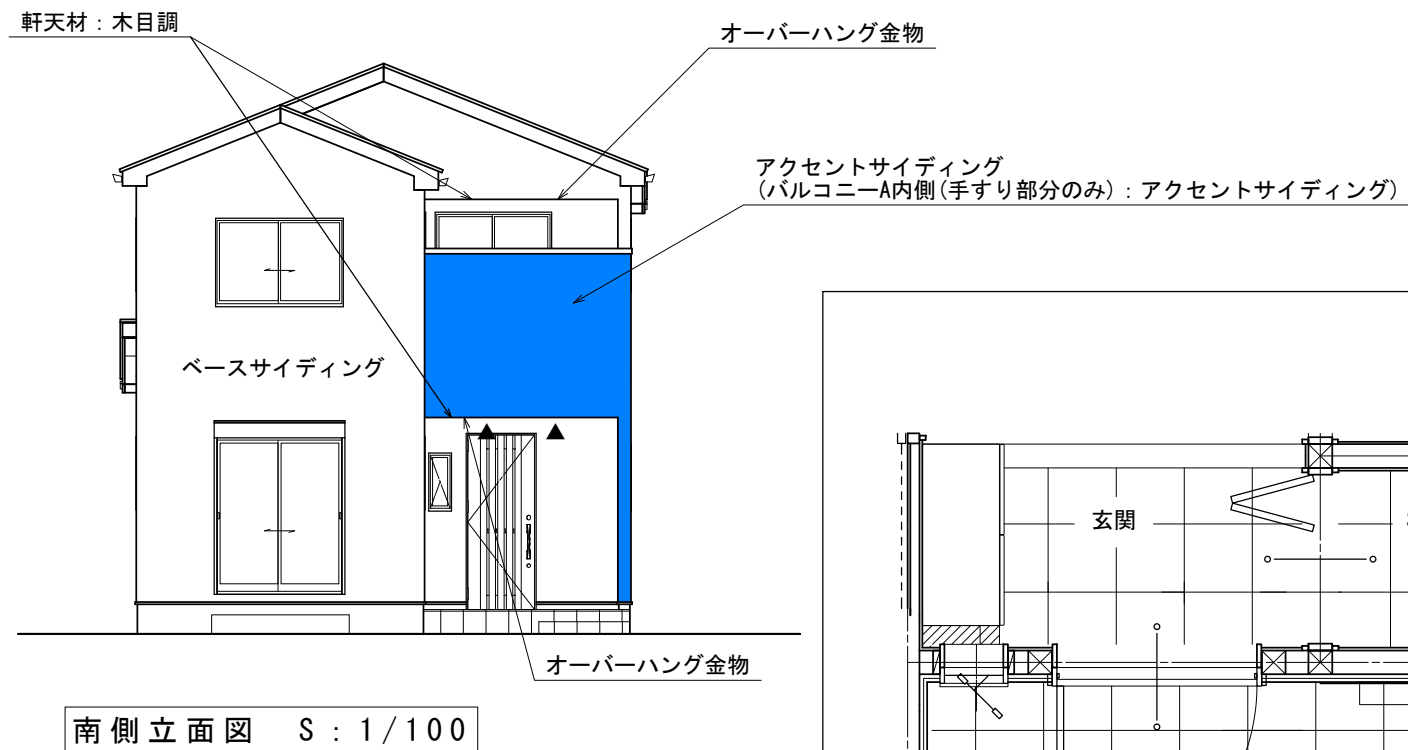 軒天材：木目調
オーバーハング金物
アクセントサイディング
(バルコニーA内側(手すり部分のみ)：アクセントサイディング)
ベースサイディング
玄関
オーバーハング金物
南側立面図 S：1/100